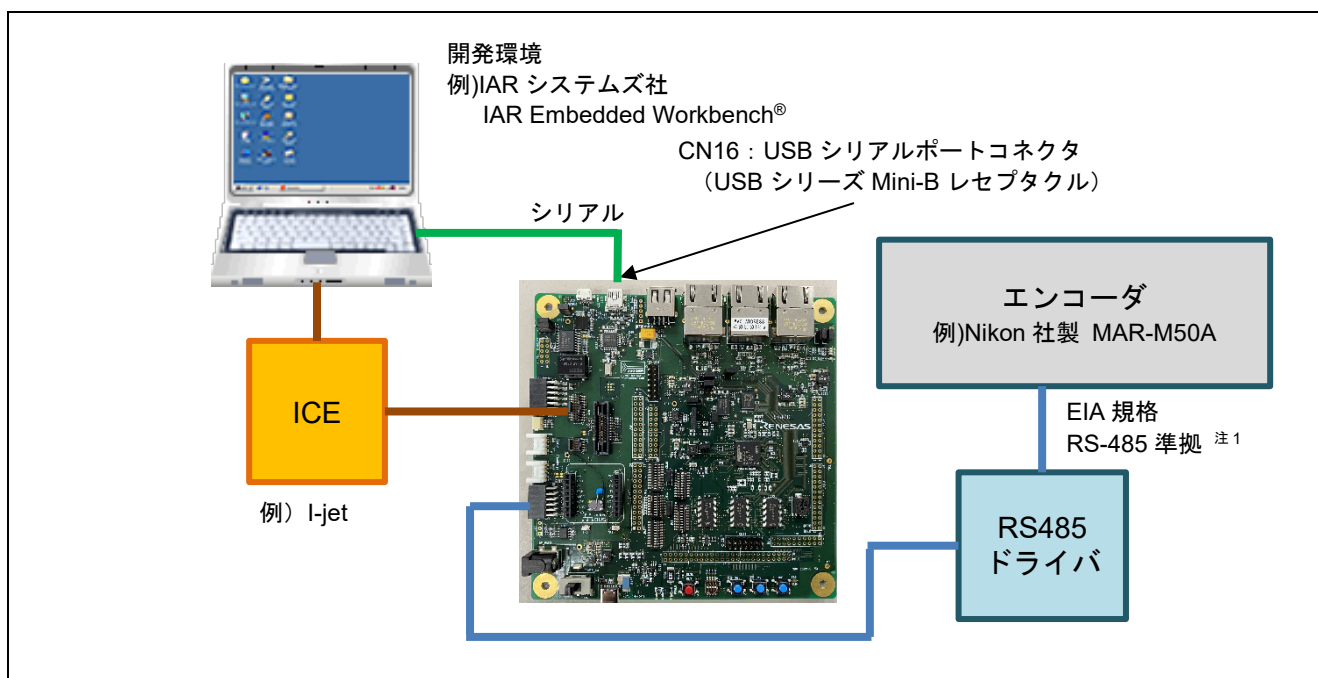 開発環境
例)IAR システムズ社
IAR Embedded Workbench®
CN16：USB シリアルポートコネクタ
（USB シリーズ Mini-B レセプタクル）
シリアル
エンコーダ
例)Nikon 社製 MAR-M50A
ICE
RENESAS
EIA 規格
RS-485 準拠 注 1
例）I-jet
RS485
ドライバ